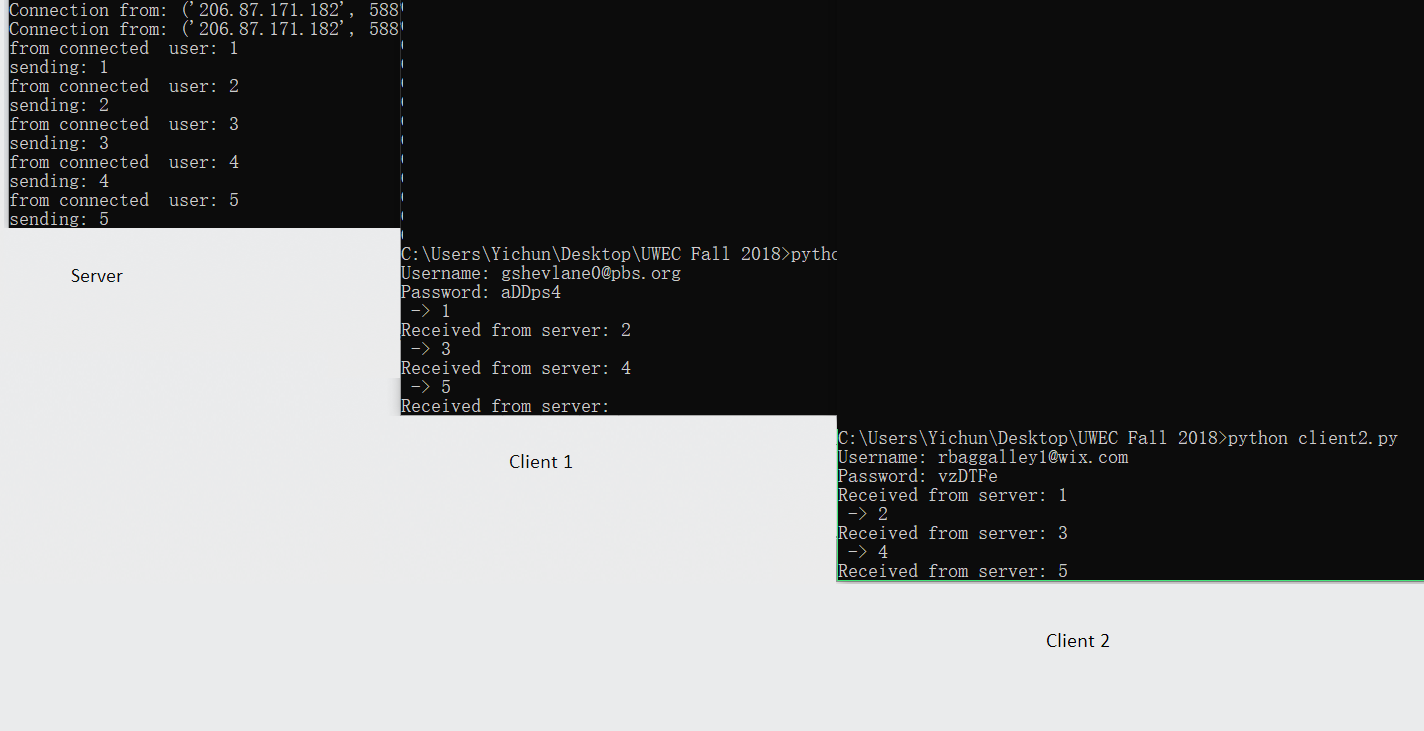 Connection from: ('206.87.171.182', 588
Connection from: ('206.87.171.182', 588
from connected  user: 1
sending: 1
from connected  user: 2
sending: 2
from connected  user: 3
sending: 3
from connected  user: 4
sending: 4
from connected  user: 5
sending: 5
Server
C:\Users\Yichun\Desktop\UWEC Fall 2018>pytho
Username: gshevlane0@pbs.org
Password: aDDps4
-> 1
Received from server: 2
-> 3
Received from server: 4
-> 5
Received from server:
Client 1
C:\Users\Yichun\Desktop\UWEC Fall 2018>python client2.py
Username: rbaggalley1@wix.com
Password: vzDTFe
Received from server: 1
-> 2
Received from server: 3
-> 4
Received from server: 5
Client 2